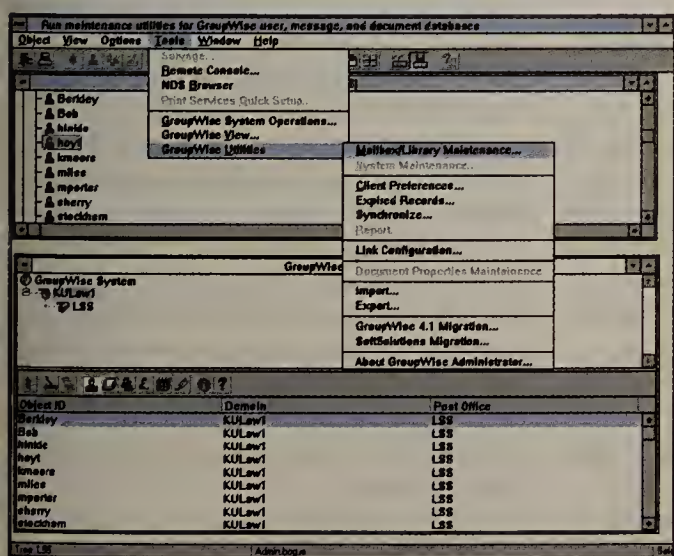 Run maintenance utilities for GroupWise user, message, and document databases
Object View Options Tools Window Help
Salvage...
Remote Console...
NDS Browser
Print Services Quick Setup...
GroupWise System Operations...
GroupWise View...
GroupWise Utilities
Mailbox/Library Maintenance...
System Maintenance...
Client Preferences...
Expired Records...
Synchronize...
Report
Link Configuration...
Document Properties Maintenance
Import...
Export...
GroupWise 4.1 Migration...
SoftSolutions Migration...
About GroupWise Administrator...
Berkley
Bob
hinkle
hoyt
kmoore
miles
mporter
sherry
stockham
GroupWise
GroupWise System
KULaw1
LSS
Object ID Domain Post Office
Berkley KULaw1 LSS
Bob KULaw1 LSS
hinkle KULaw1 LSS
hoyt KULaw1 LSS
kmoore KULaw1 LSS
miles KULaw1 LSS
mporter KULaw1 LSS
sherry KULaw1 LSS
stockham KULaw1 LSS
Tree LSS